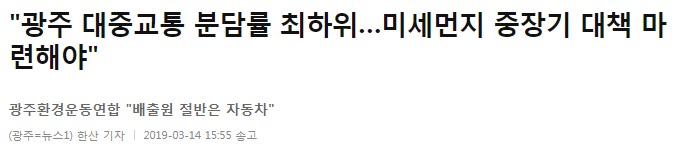 "광주 대중교통 분담률 최하위…미세먼지 중장기 대책 마
련해야"
광주환경운동연합 "배출원 절반은 자동차"
(광주=뉴스1) 한산 기자 | 2019-03-14 15:55 송고